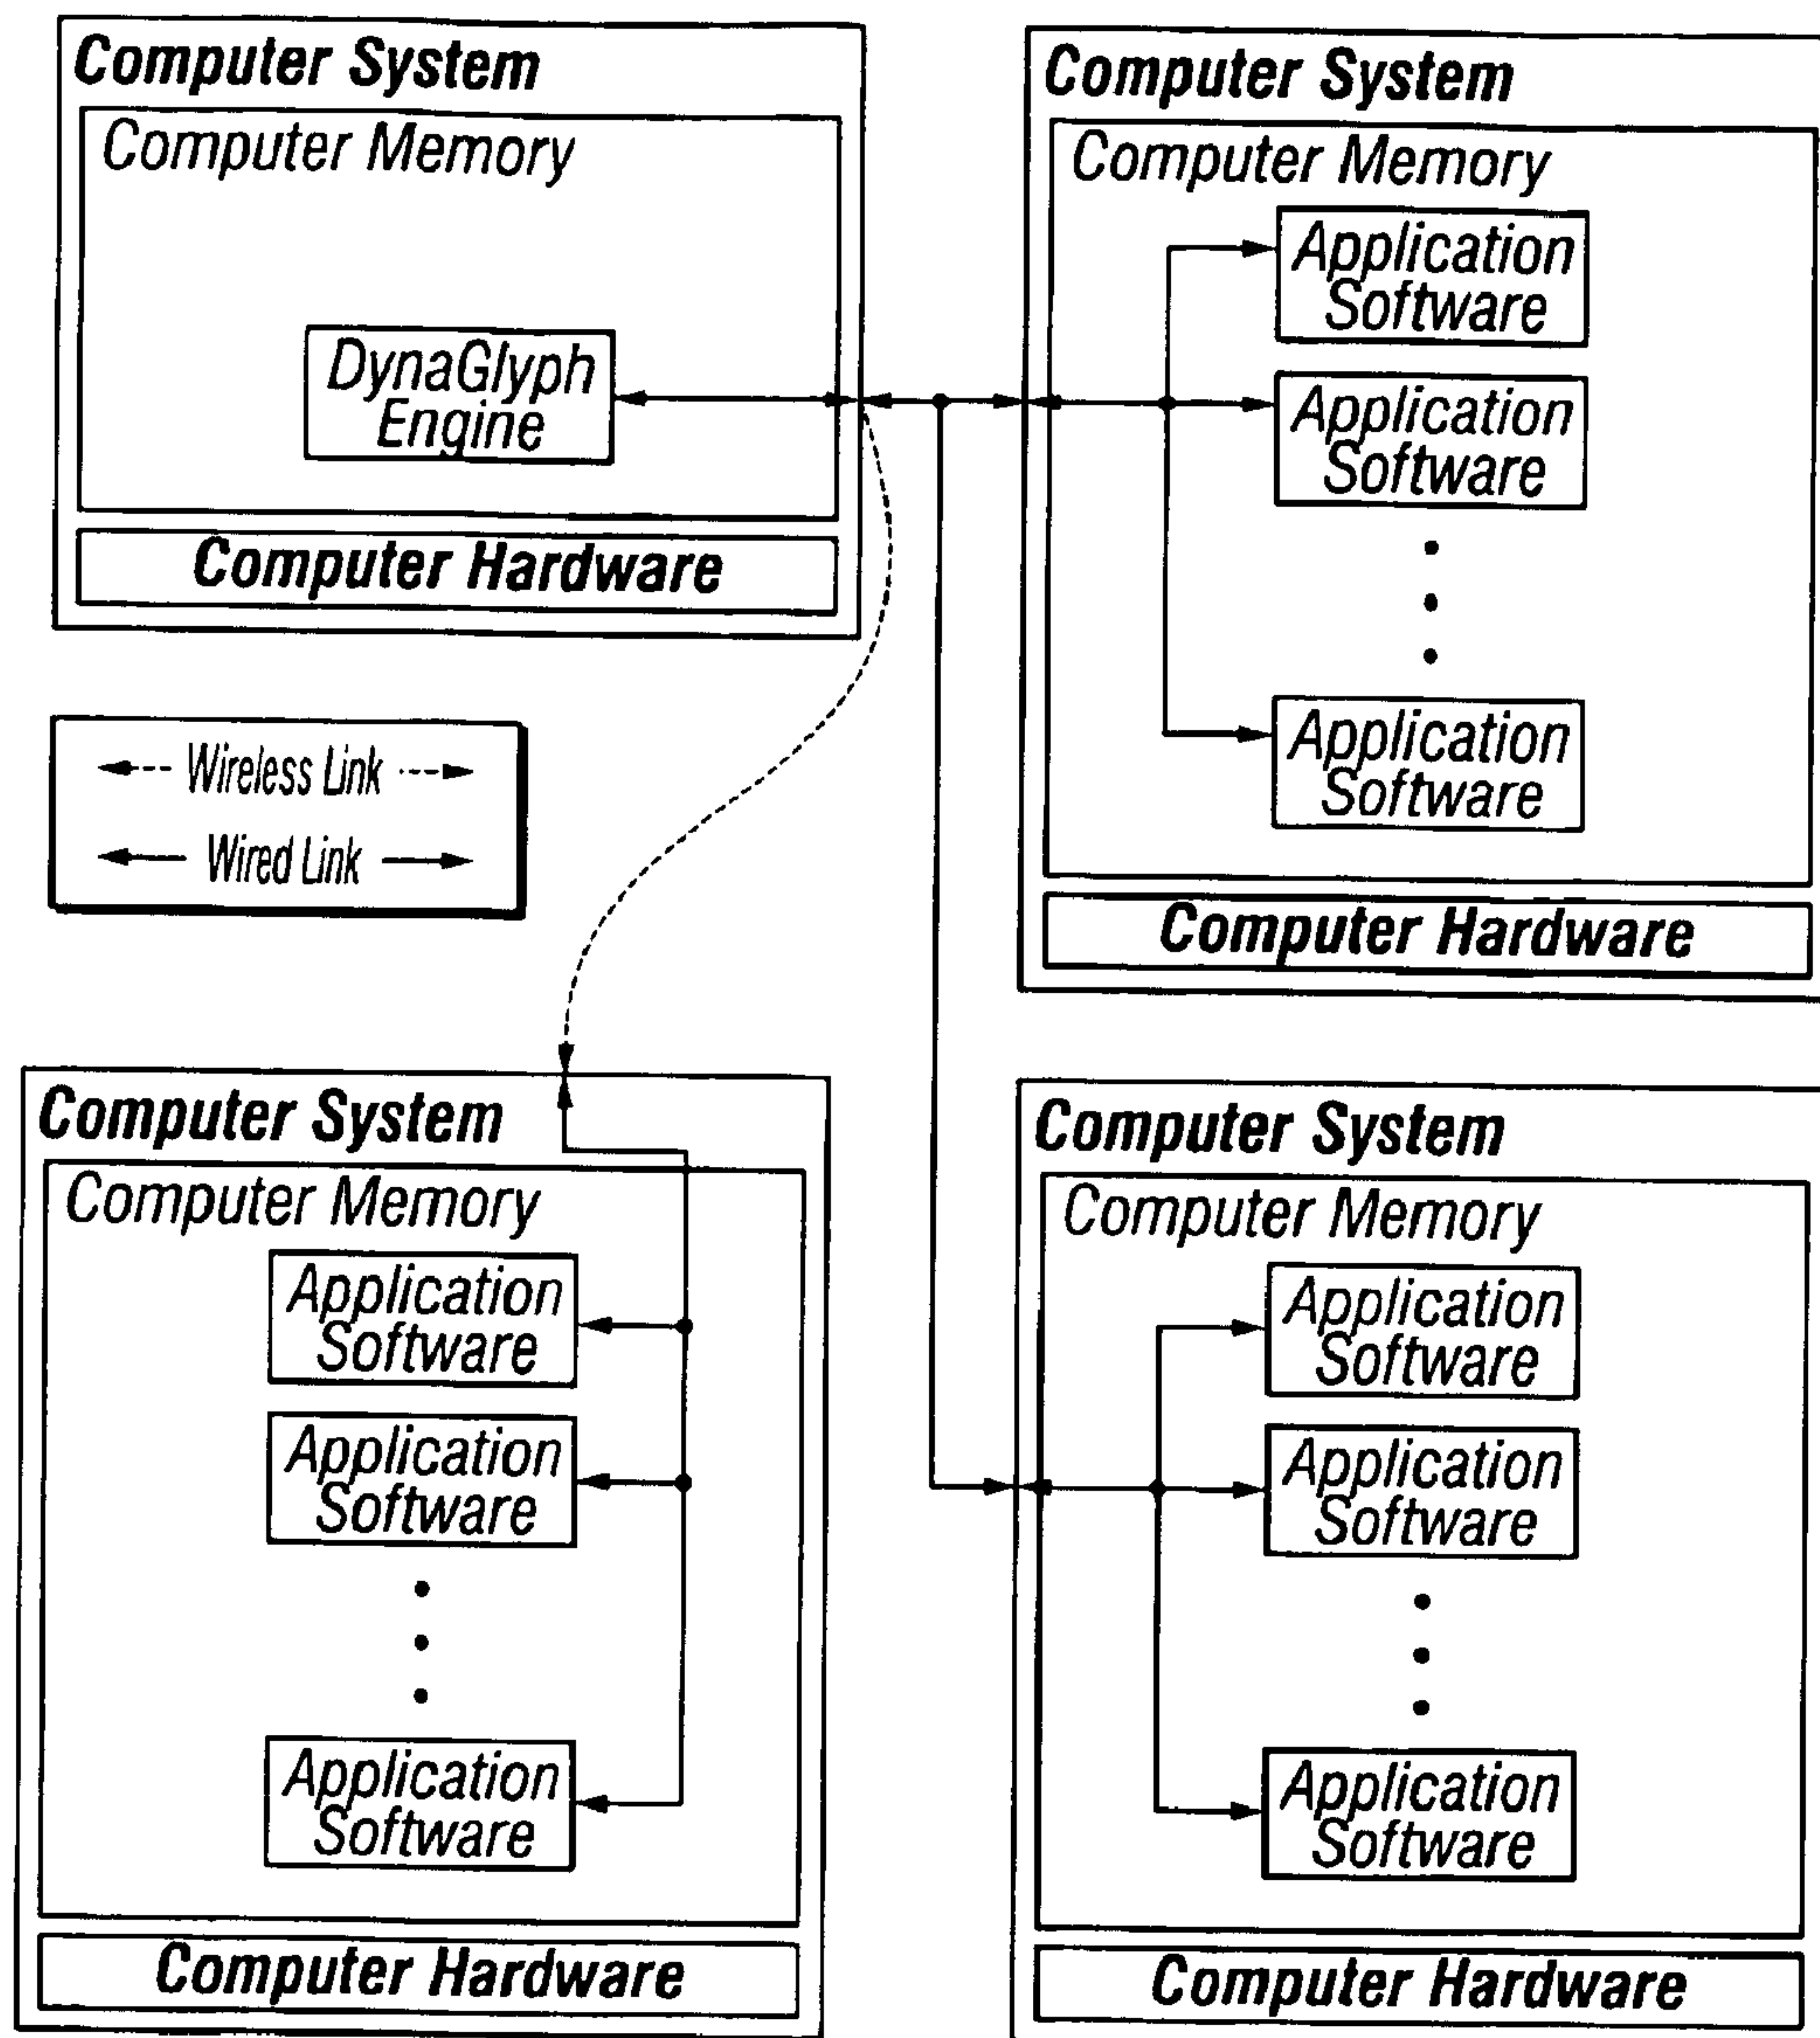 Computer System
Computer Memory
DynaGlyph
Engine
Computer Hardware
Computer System
Computer Memory
Application
Software
Application
Software
Application
Software
Computer Hardware
Wireless Link
Wired Link
Computer System
Computer Memory
Application
Software
Application
Software
Application
Software
Computer Hardware
Computer System
Computer Memory
Application
Software
Application
Software
Application
Software
Computer Hardware